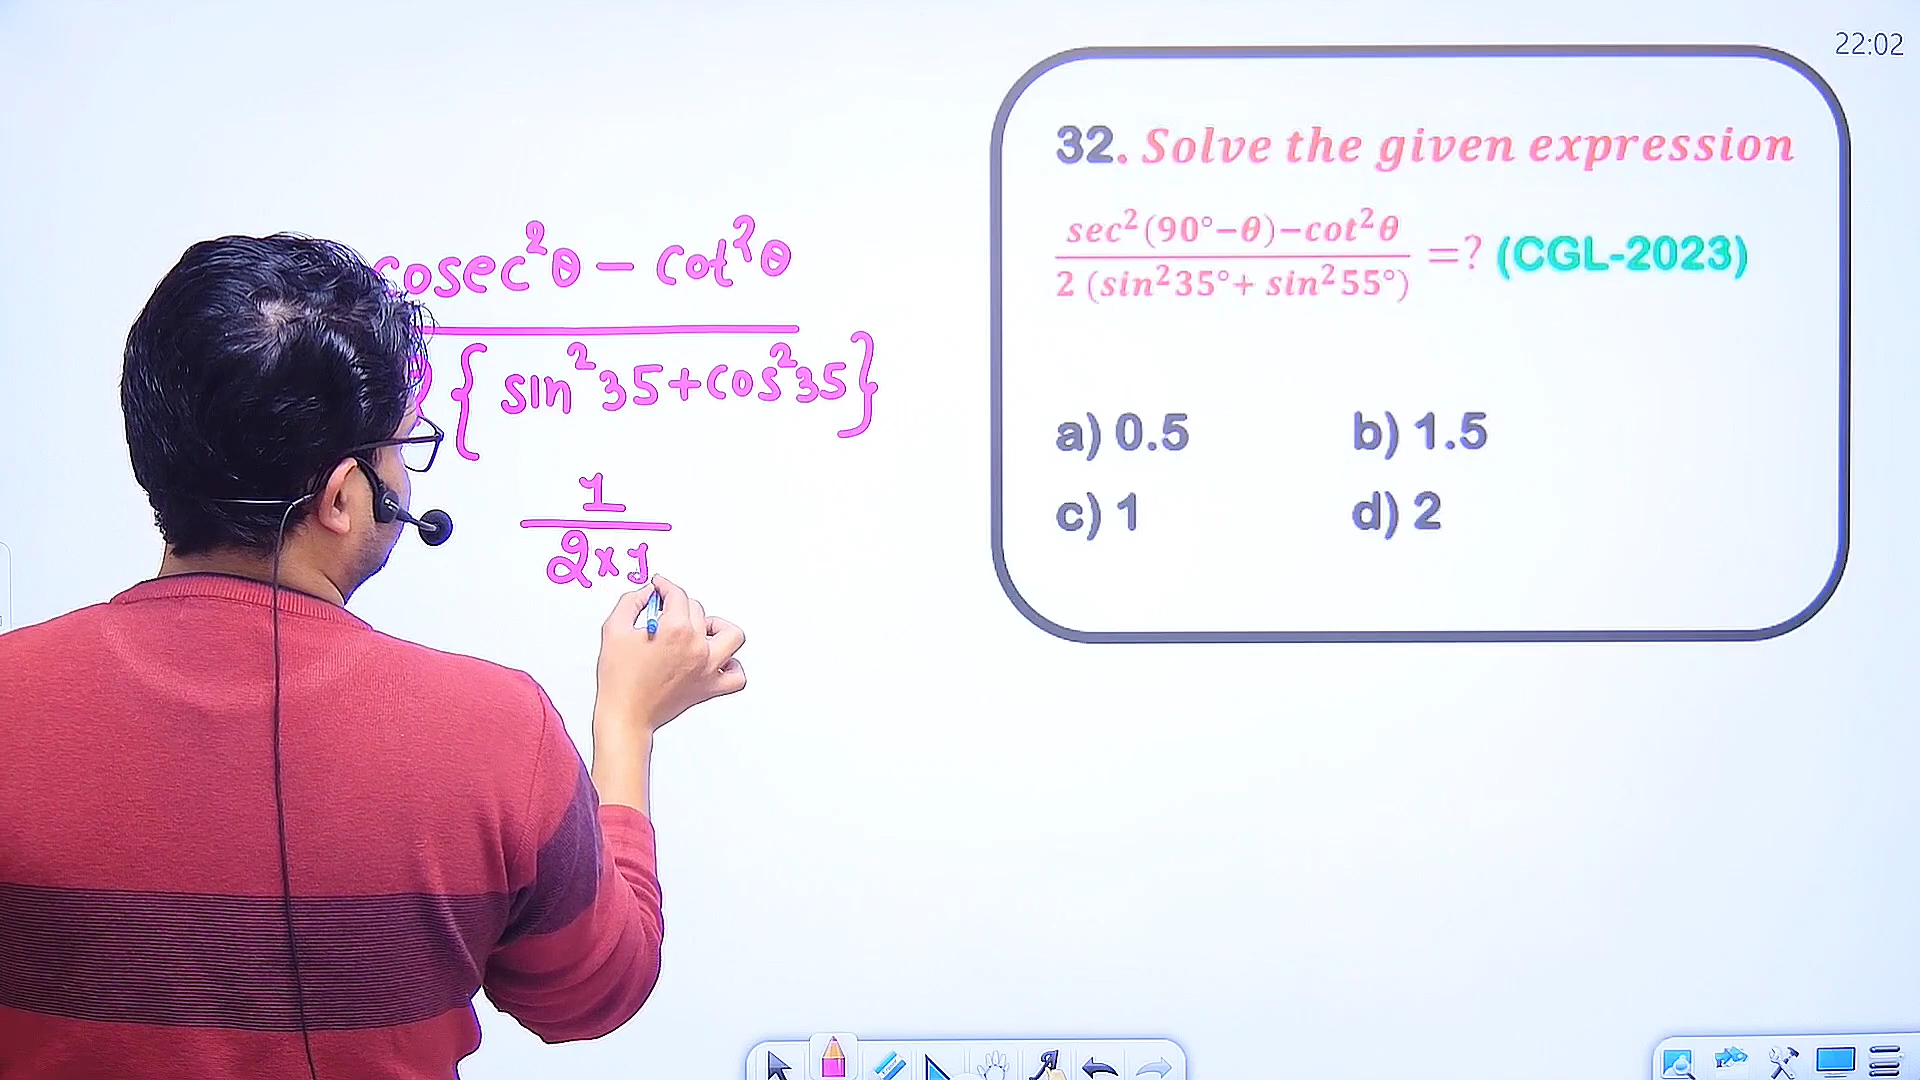 22:02
32. Solve the given expression
sec²(90°−θ)−cot²θ
2 (sin²35°+ sin²55°)
=? (CGL-2023)
a) 0.5 b) 1.5
c) 1 d) 2
cosec²θ − cot²θ
2 { sin²35+cos²35}
1
2×1